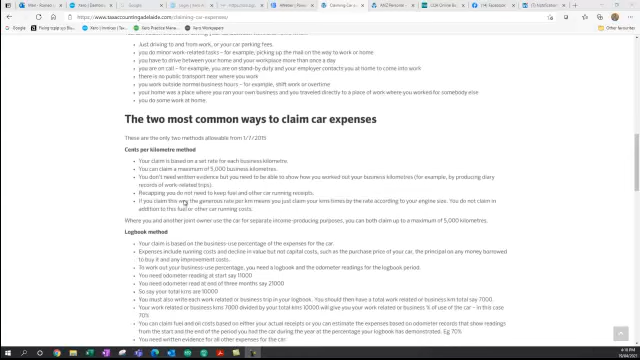 https://www.taxaccountingadelaide.com/claiming-car-expenses/
Just driving to and from work, or your car parking fees.
you do minor work-related tasks – for example, picking up the mail on the way to work or home
you have to drive between your home and your workplace more than once a day
you are on call – for example, you are on stand-by duty and your employer contacts you at home to come into work
there is no public transport near where you work
you work outside normal business hours – for example, shift work or overtime
your home was a place where you ran your own business and you traveled directly to a place of work where you worked for somebody else
you do some work at home.
The two most common ways to claim car expenses
These are the only two methods allowable from 1/7/2015
Cents per kilometre method
Your claim is based on a set rate for each business kilometre.
You can claim a maximum of 5,000 business kilometres.
You don't need written evidence but you need to be able to show how you worked out your business kilometres (for example, by producing diary
records of work-related trips).
Recapping you do not need to keep fuel and other car running receipts.
If you claim this way the generous rate per km means you just claim your kms times by the rate according to your engine size. You do not claim in
addition to this fuel or other car running costs.
Where you and another joint owner use the car for separate income-producing purposes, you can both claim up to a maximum of 5,000 kilometres.
Logbook method
Your claim is based on the business-use percentage of the expenses for the car.
Expenses include running costs and decline in value but not capital costs, such as the purchase price of your car, the principal on any money borrowed
to buy it and any improvement costs.
To work out your business-use percentage, you need a logbook and the odometer readings for the logbook period.
You need odometer reading at start say 11000
You need odometer read at end of three months say 21000
So say your total kms are 10000
You must also write each work related or business trip in your logbook. You should then have a total work related or business km total say 7000.
Your work related or business kms 7000 divided by your total kms 10000 will give you your work related or business % of use of the car – in this case
70%
You can claim fuel and oil costs based on either your actual receipts or you can estimate the expenses based on odometer records that show readings
from the start and the end of the period you had the car during the year at the percentage your logbook has demonstrated. Eg 70%
You need written evidence for all other expenses for the car